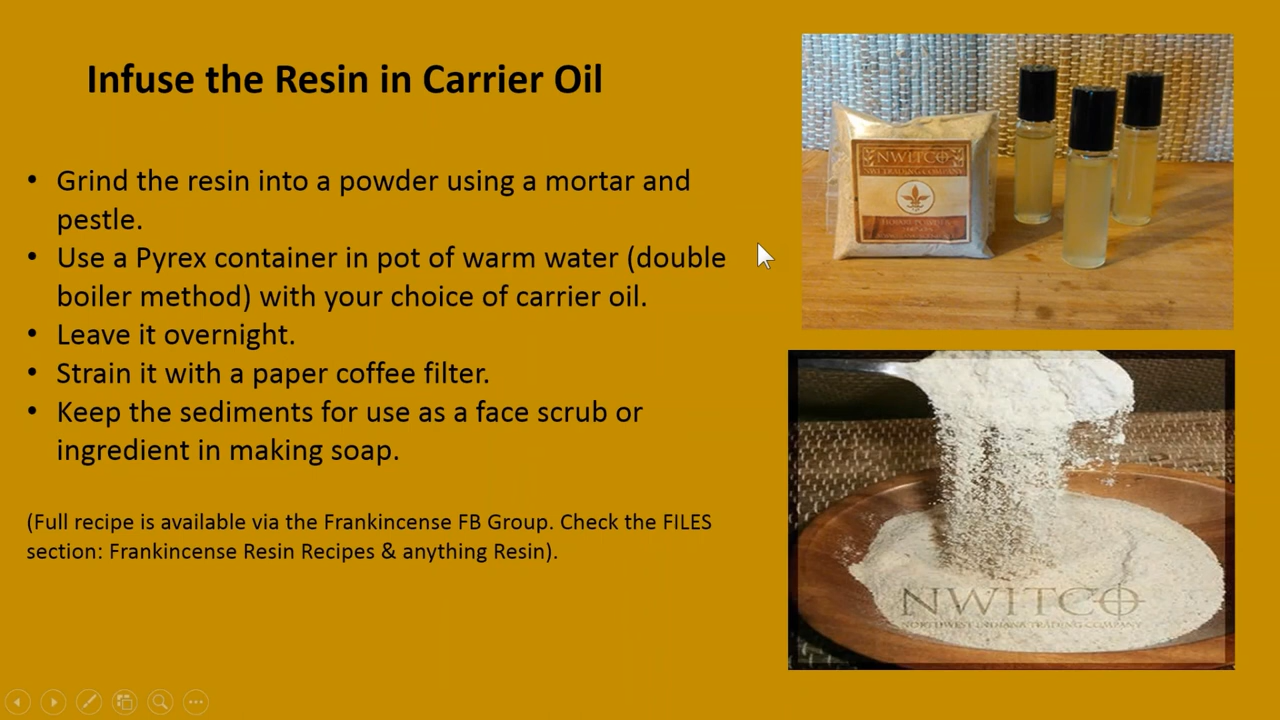 Infuse the Resin in Carrier Oil
• Grind the resin into a powder using a mortar and
pestle.
• Use a Pyrex container in pot of warm water (double
boiler method) with your choice of carrier oil.
• Leave it overnight.
• Strain it with a paper coffee filter.
• Keep the sediments for use as a face scrub or
ingredient in making soap.
(Full recipe is available via the Frankincense FB Group. Check the FILES
section: Frankincense Resin Recipes & anything Resin).
NWITCO
NWI TRADING COMPANY
NWITCO
NORTHWEST INDIANA TRADING COMPANY